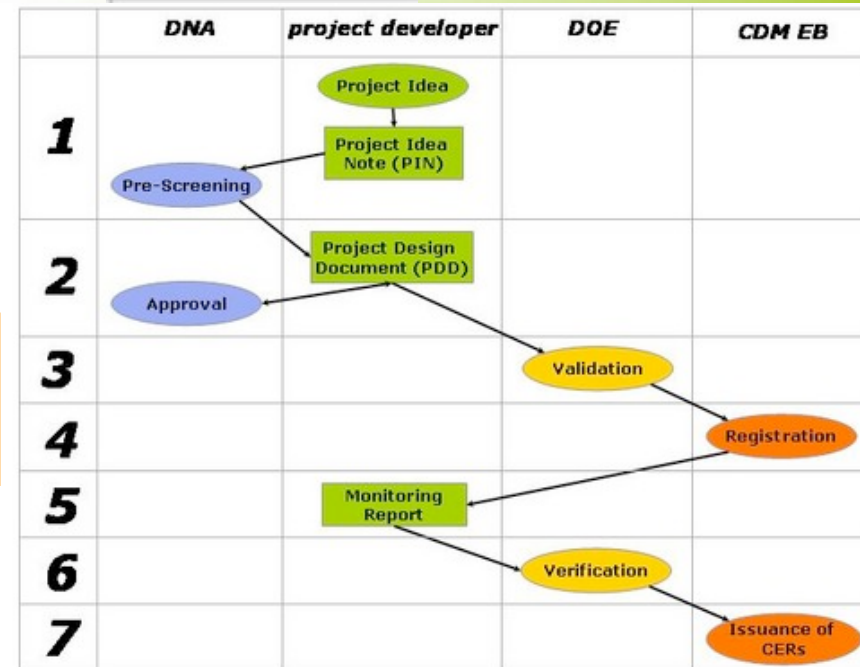 DNA project developer DOE CDM EB
1
Project Idea
Project Idea
Note (PIN)
Pre-Screening
2
Project Design
Document (PDD)
Approval
3
Validation
4
Registration
5
Monitoring
Report
6
Verification
7
Issuance of
CERs